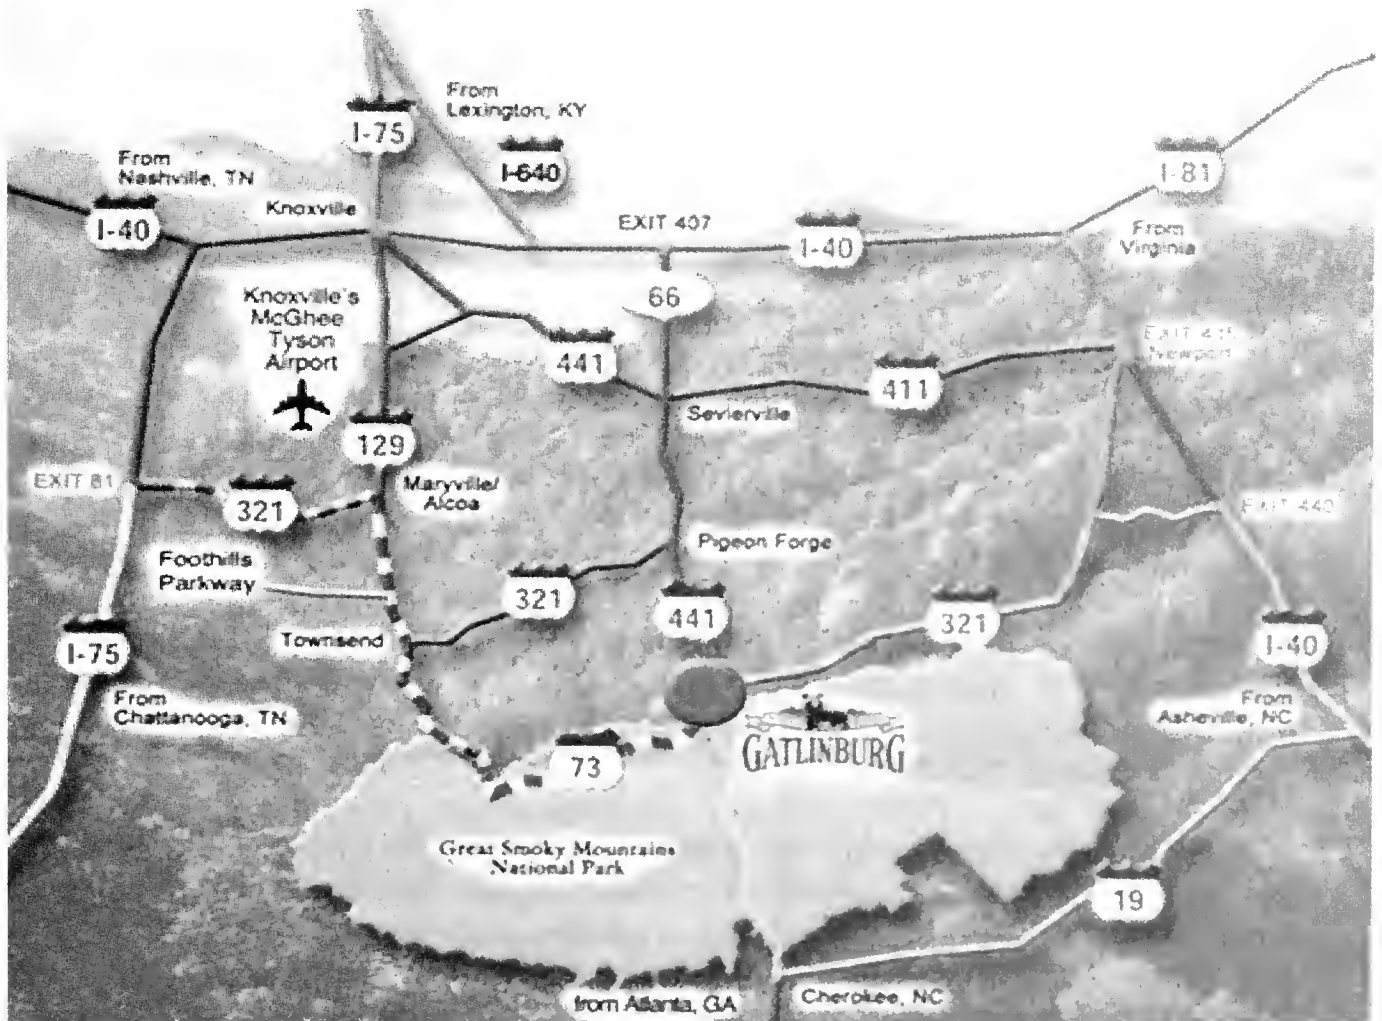 From
Lexington, KY
I-75
I-640
From
Nashville, TN
I-81
I-40
Knoxville
EXIT 407
I-40
From
Virginia
Knoxville's
McGhee
Tyson
Airport
66
441
411
Newport
Sevierville
129
EXIT 81
321
Maryville/
Alcoa
EXIT 440
Foothills
Parkway
Pigeon Forge
321
441
321
Townsend
I-75
I-40
From
Chattanooga, TN
From
Asheville, NC
GATLINBURG
73
Great Smoky Mountains
National Park
19
from Atlanta, GA
Cherokee, NC